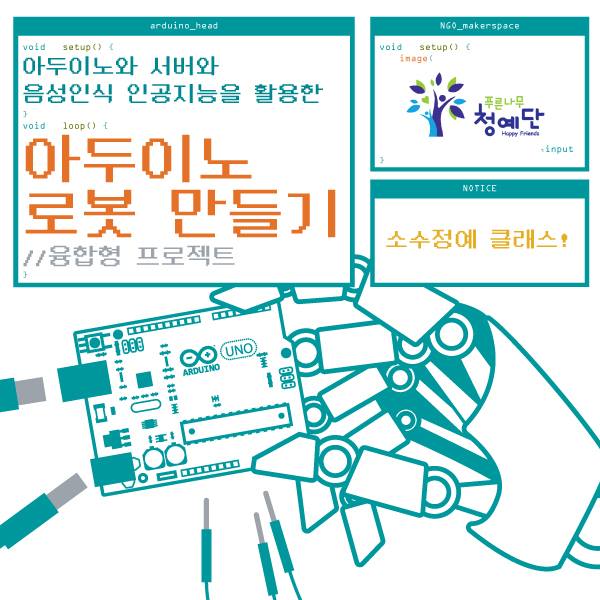 arduino_head
void setup() {
아두이노와 서버와
음성인식 인공지능을 활용한
}
void loop() {
아두이노
로봇 만들기
//융합형 프로젝트
}
NGO_makerspace
void setup() {
image(
푸른나무
청예단
Happy Friends
,input
}
NOTICE
소수정예 클래스!
UNO
ARDUINO